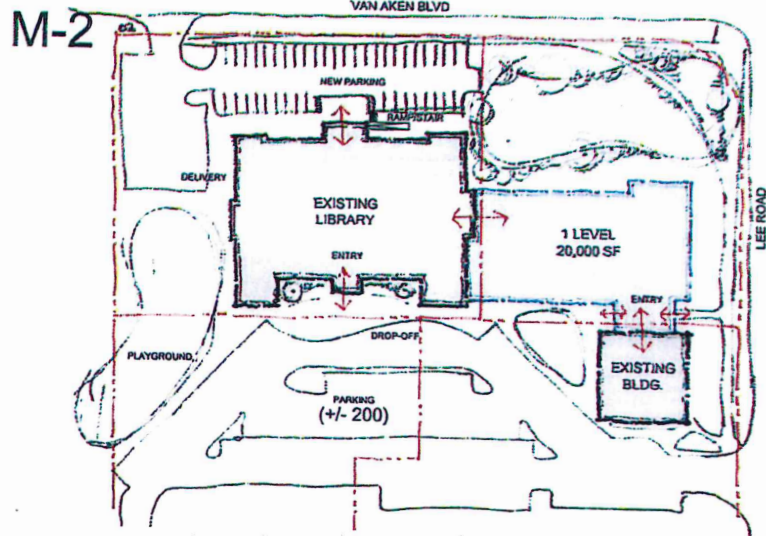 VAN AKEN BLVD
M-2
NEW PARKING
RAMP/STAIR
DELIVERY
EXISTING
LIBRARY
1 LEVEL
20,000 SF
LEE ROAD
ENTRY
ENTRY
DROP-OFF
PLAYGROUND
EXISTING
BLDG.
PARKING
(+/- 200)